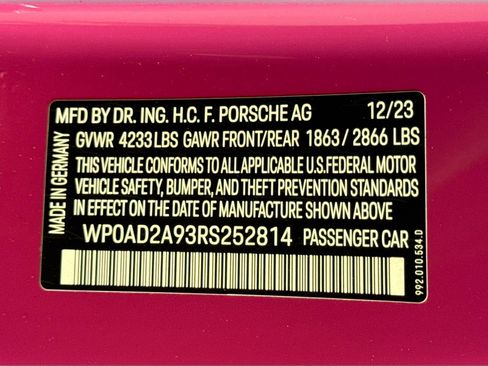 MFD BY DR. ING. H.C. F. PORSCHE AG 12/23
GVWR 4233 LBS GAWR FRONT/REAR 1863 / 2866 LBS
THIS VEHICLE CONFORMS TO ALL APPLICABLE U.S. FEDERAL MOTOR
VEHICLE SAFETY, BUMPER, AND THEFT PREVENTION STANDARDS
IN EFFECT ON THE DATE OF MANUFACTURE SHOWN ABOVE
WP0AD2A93RS252814 PASSENGER CAR
MADE IN GERMANY
992.010.534.D